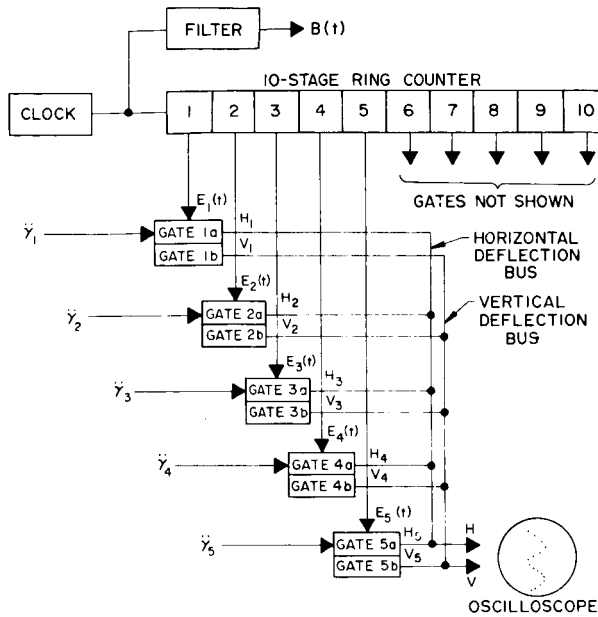 FILTER
B(t)
10-STAGE RING COUNTER
CLOCK
1 2 3 4 5 6 7 8 9 10
GATES NOT SHOWN
E₁(t)
Ÿ₁
GATE 1a
GATE 1b
H₁
V₁
HORIZONTAL
DEFLECTION
BUS
E₂(t)
Ÿ₂
GATE 2a
GATE 2b
H₂
V₂
VERTICAL
DEFLECTION
BUS
E₃(t)
Ÿ₃
GATE 3a
GATE 3b
H₃
V₃
E₄(t)
Ÿ₄
GATE 4a
GATE 4b
H₄
V₄
E₅(t)
Ÿ₅
GATE 5a
GATE 5b
H₅
V₅
H
V
OSCILLOSCOPE